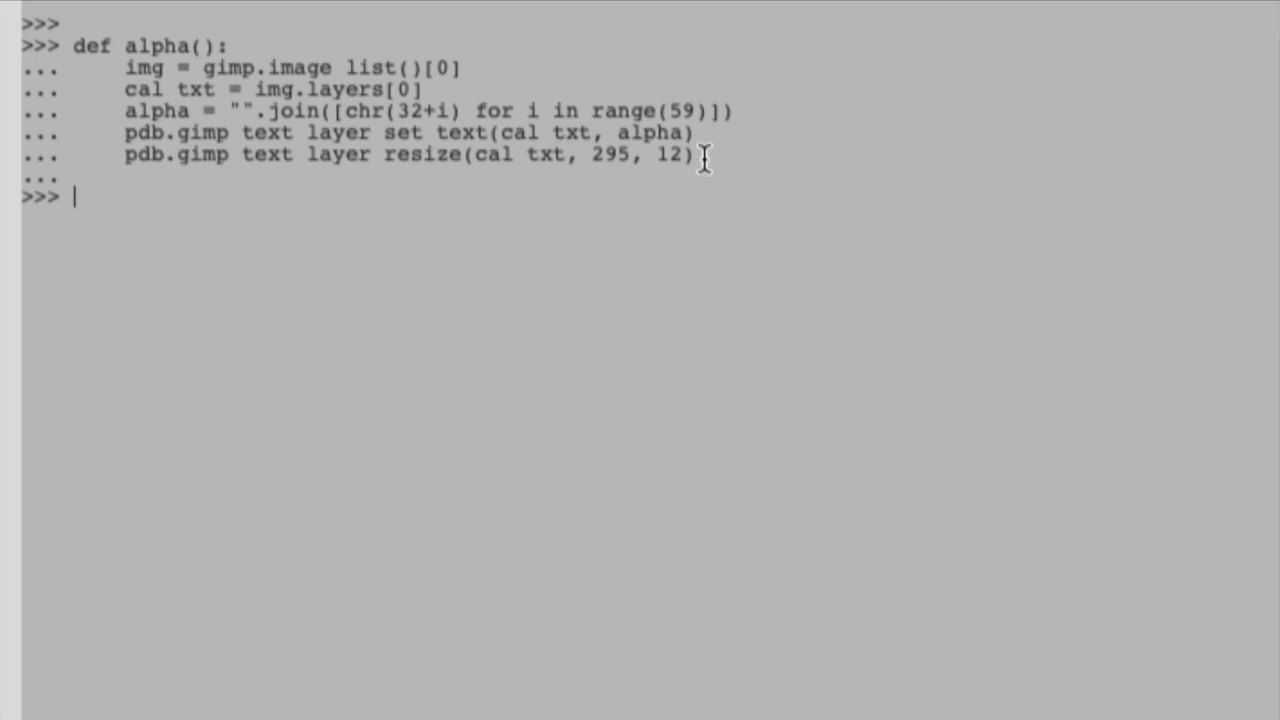 >>>
>>> def alpha():
...     img = gimp.image list()[0]
...     cal txt = img.layers[0]
...     alpha = "".join([chr(32+i) for i in range(59)])
...     pdb.gimp text layer set text(cal txt, alpha)
...     pdb.gimp text layer resize(cal txt, 295, 12)
...
>>>